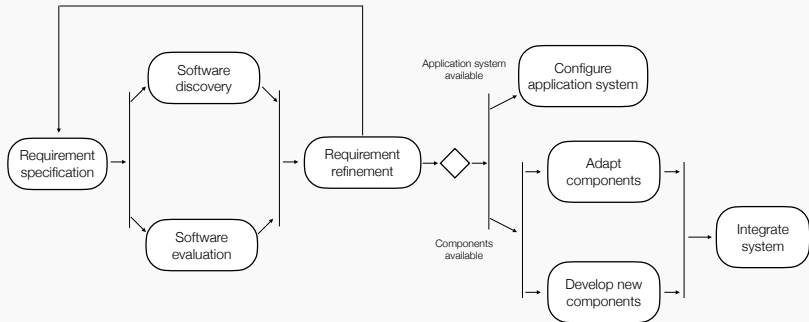 Software
discovery
Application system
available
Configure
application system
Requirement
specification
Requirement
refinement
Adapt
components
Software
evaluation
Components
available
Integrate
system
Develop new
components